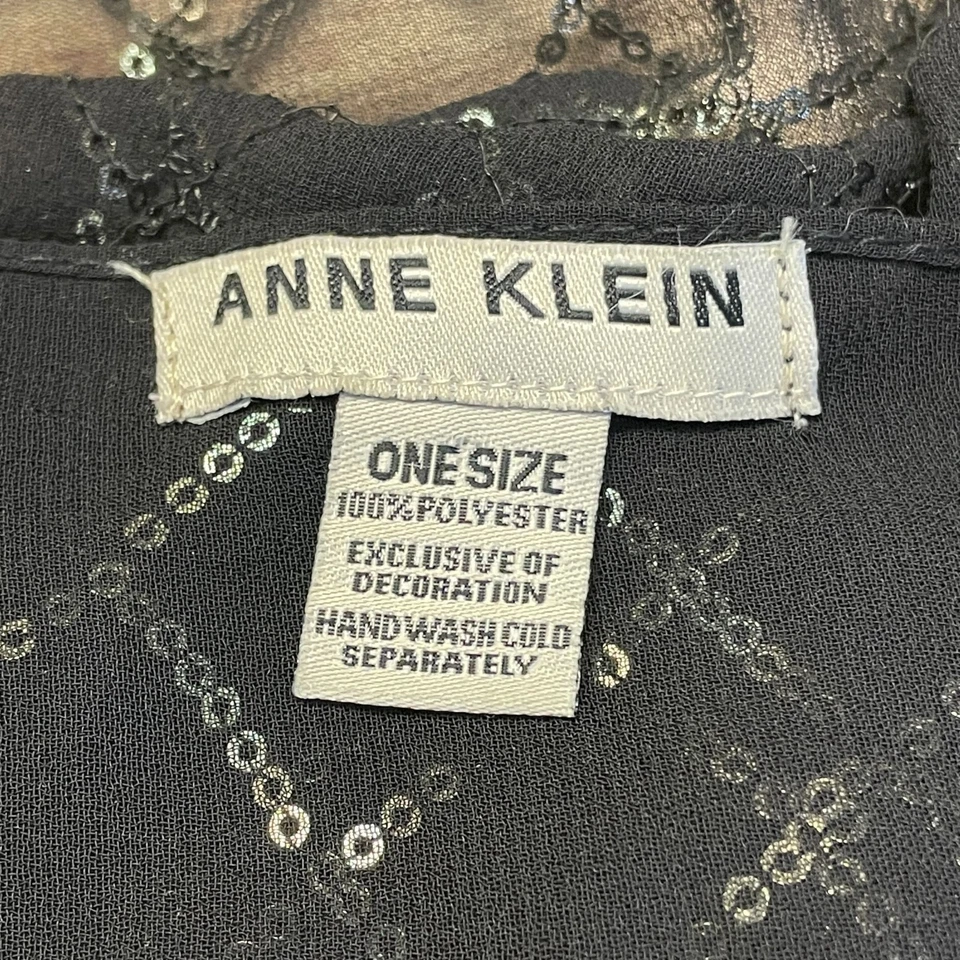 ANNE KLEIN
ONE SIZE
100% POLYESTER
EXCLUSIVE OF
DECORATION
HAND WASH COLD
SEPARATELY